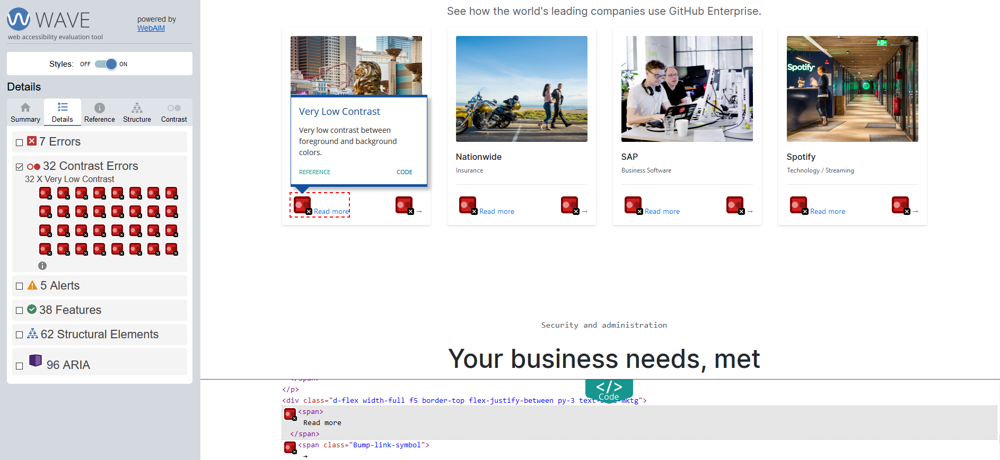 WAVE
powered by
WebAIM
web accessibility evaluation tool
Styles: OFF ON
Details
Summary Details Reference Structure Contrast
7 Errors
32 Contrast Errors
32 X Very Low Contrast
5 Alerts
38 Features
62 Structural Elements
96 ARIA
See how the world's leading companies use GitHub Enterprise.
Very Low Contrast
Very low contrast between
foreground and background
colors.
REFERENCE CODE
Read more →
Nationwide
Insurance
Read more →
SAP
Business Software
Read more →
Spotify
Spotify
Technology / Streaming
Read more →
Security and administration
Your business needs, met
</> Code
</span>
</p>
<div class="d-flex width-full f5 border-top flex-justify-between py-3 text-blue-mktg">
<span>
Read more
</span>
<span class="Bump-link-symbol">
→